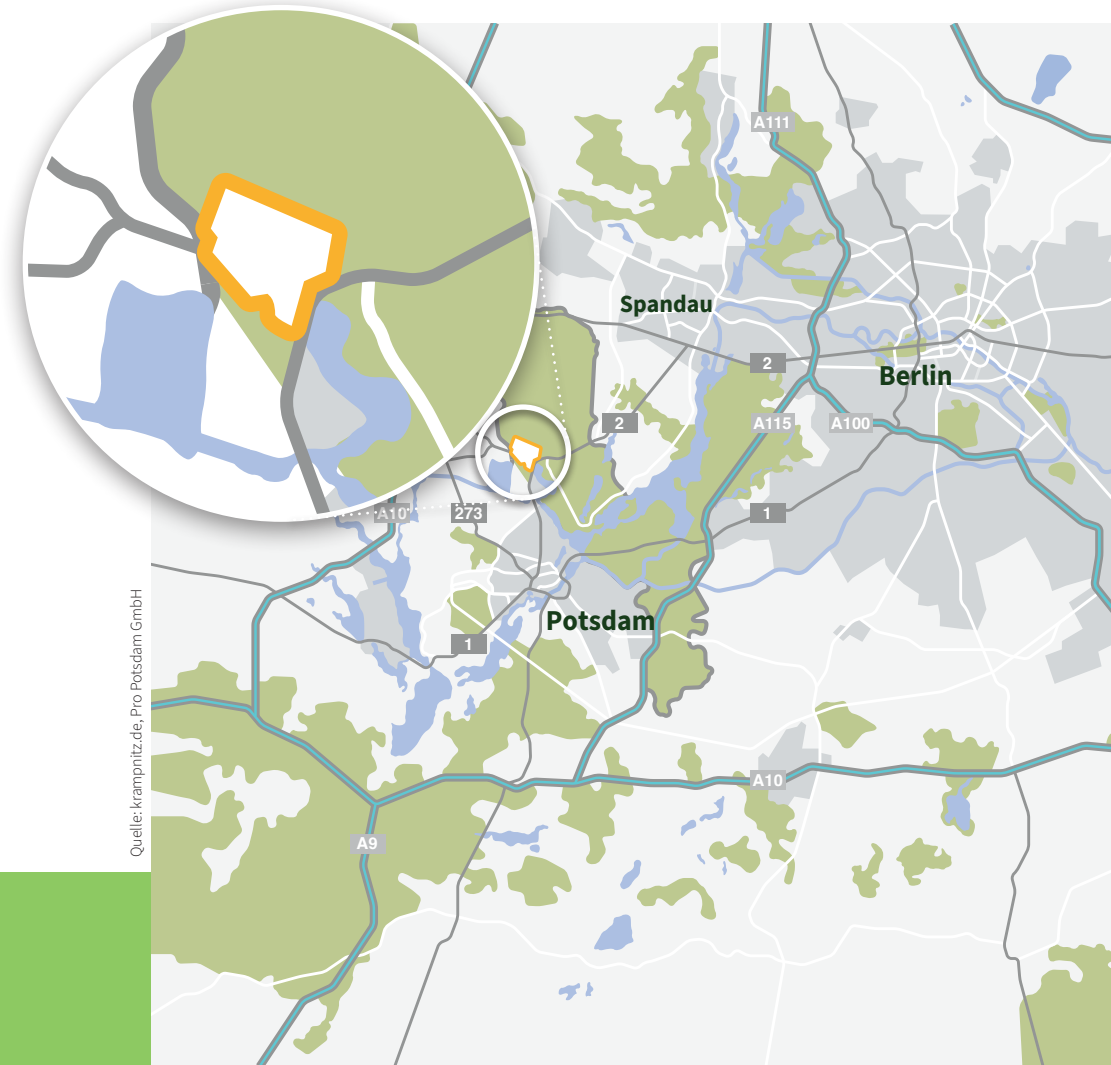 A111
Spandau
2
Berlin
2
A115
A100
A10
273
1
Potsdam
1
A10
A9
Quelle: krampnitz.de, Pro Potsdam GmbH